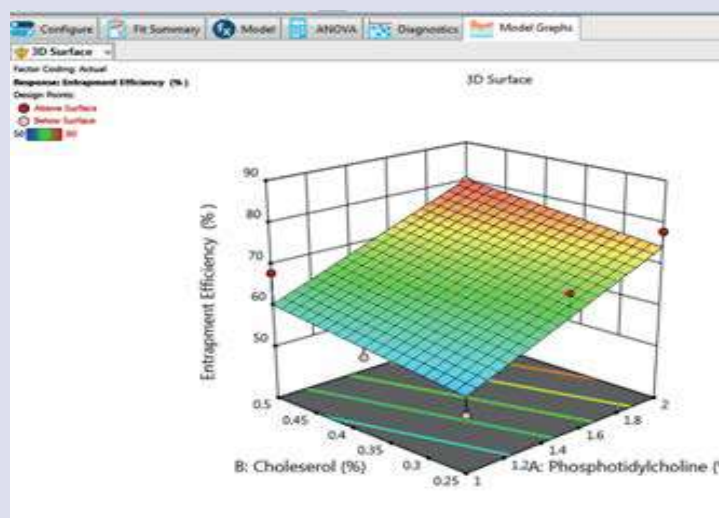 Configure Fit Summary Model ANOVA Diagnostics Model Graphs
3D Surface
Factor Coding: Actual
Response: Entrapment Efficiency (%)
Design Points:
Above Surface
Below Surface
50 80
3D Surface
Entrapment Efficiency (%)
90
80
70
60
50
0.5
0.45
0.4
0.35
0.3
0.25
B: Choleserol (%)
1
1.2
1.4
1.6
1.8
2
A: Phosphotidylcholine (%